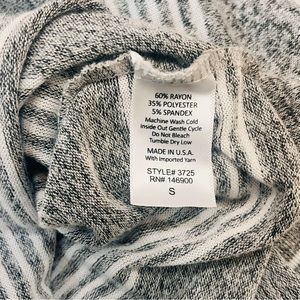 60% RAYON
35% POLYESTER
5% SPANDEX
Machine Wash Cold
Inside Out Gentle Cycle
Do Not Bleach
Tumble Dry Low
MADE IN U.S.A.
With Imported Yarn
STYLE# 3725
RN# 146900
S